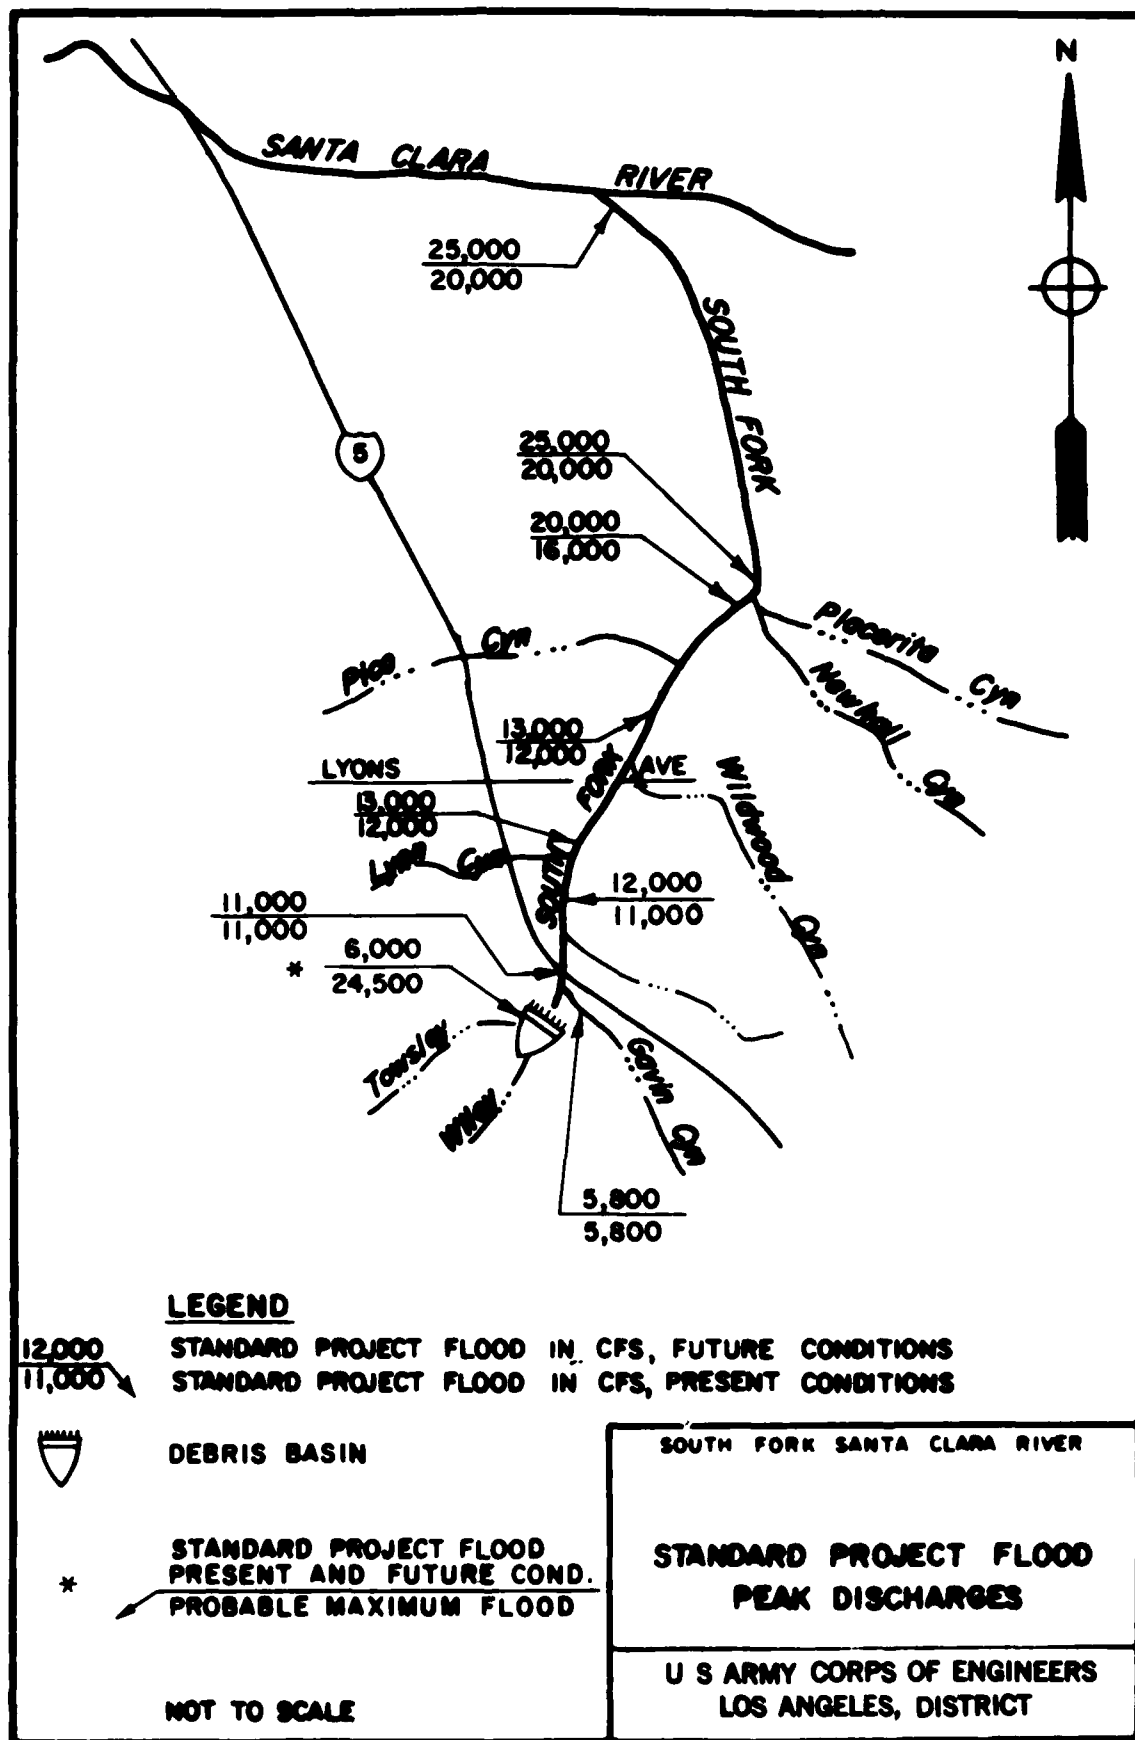 N
SANTA CLARA RIVER
25,000
20,000
SOUTH FORK
5
25,000
20,000
20,000
16,000
Placerita Cyn
Pico Cyn
Newhall Cyn
13,000
12,000
LYONS AVE
FORK
Wildwood Cyn
13,000
12,000
Lyon Cyn
SOUTH
12,000
11,000
11,000
11,000
*
6,000
24,500
Towsley
Wiley
Gavin Cyn
5,800
5,800
LEGEND
12,000
11,000
STANDARD PROJECT FLOOD IN CFS, FUTURE CONDITIONS
STANDARD PROJECT FLOOD IN CFS, PRESENT CONDITIONS
DEBRIS BASIN
*
STANDARD PROJECT FLOOD
PRESENT AND FUTURE COND.
PROBABLE MAXIMUM FLOOD
NOT TO SCALE
SOUTH FORK SANTA CLARA RIVER
STANDARD PROJECT FLOOD
PEAK DISCHARGES
U S ARMY CORPS OF ENGINEERS
LOS ANGELES, DISTRICT